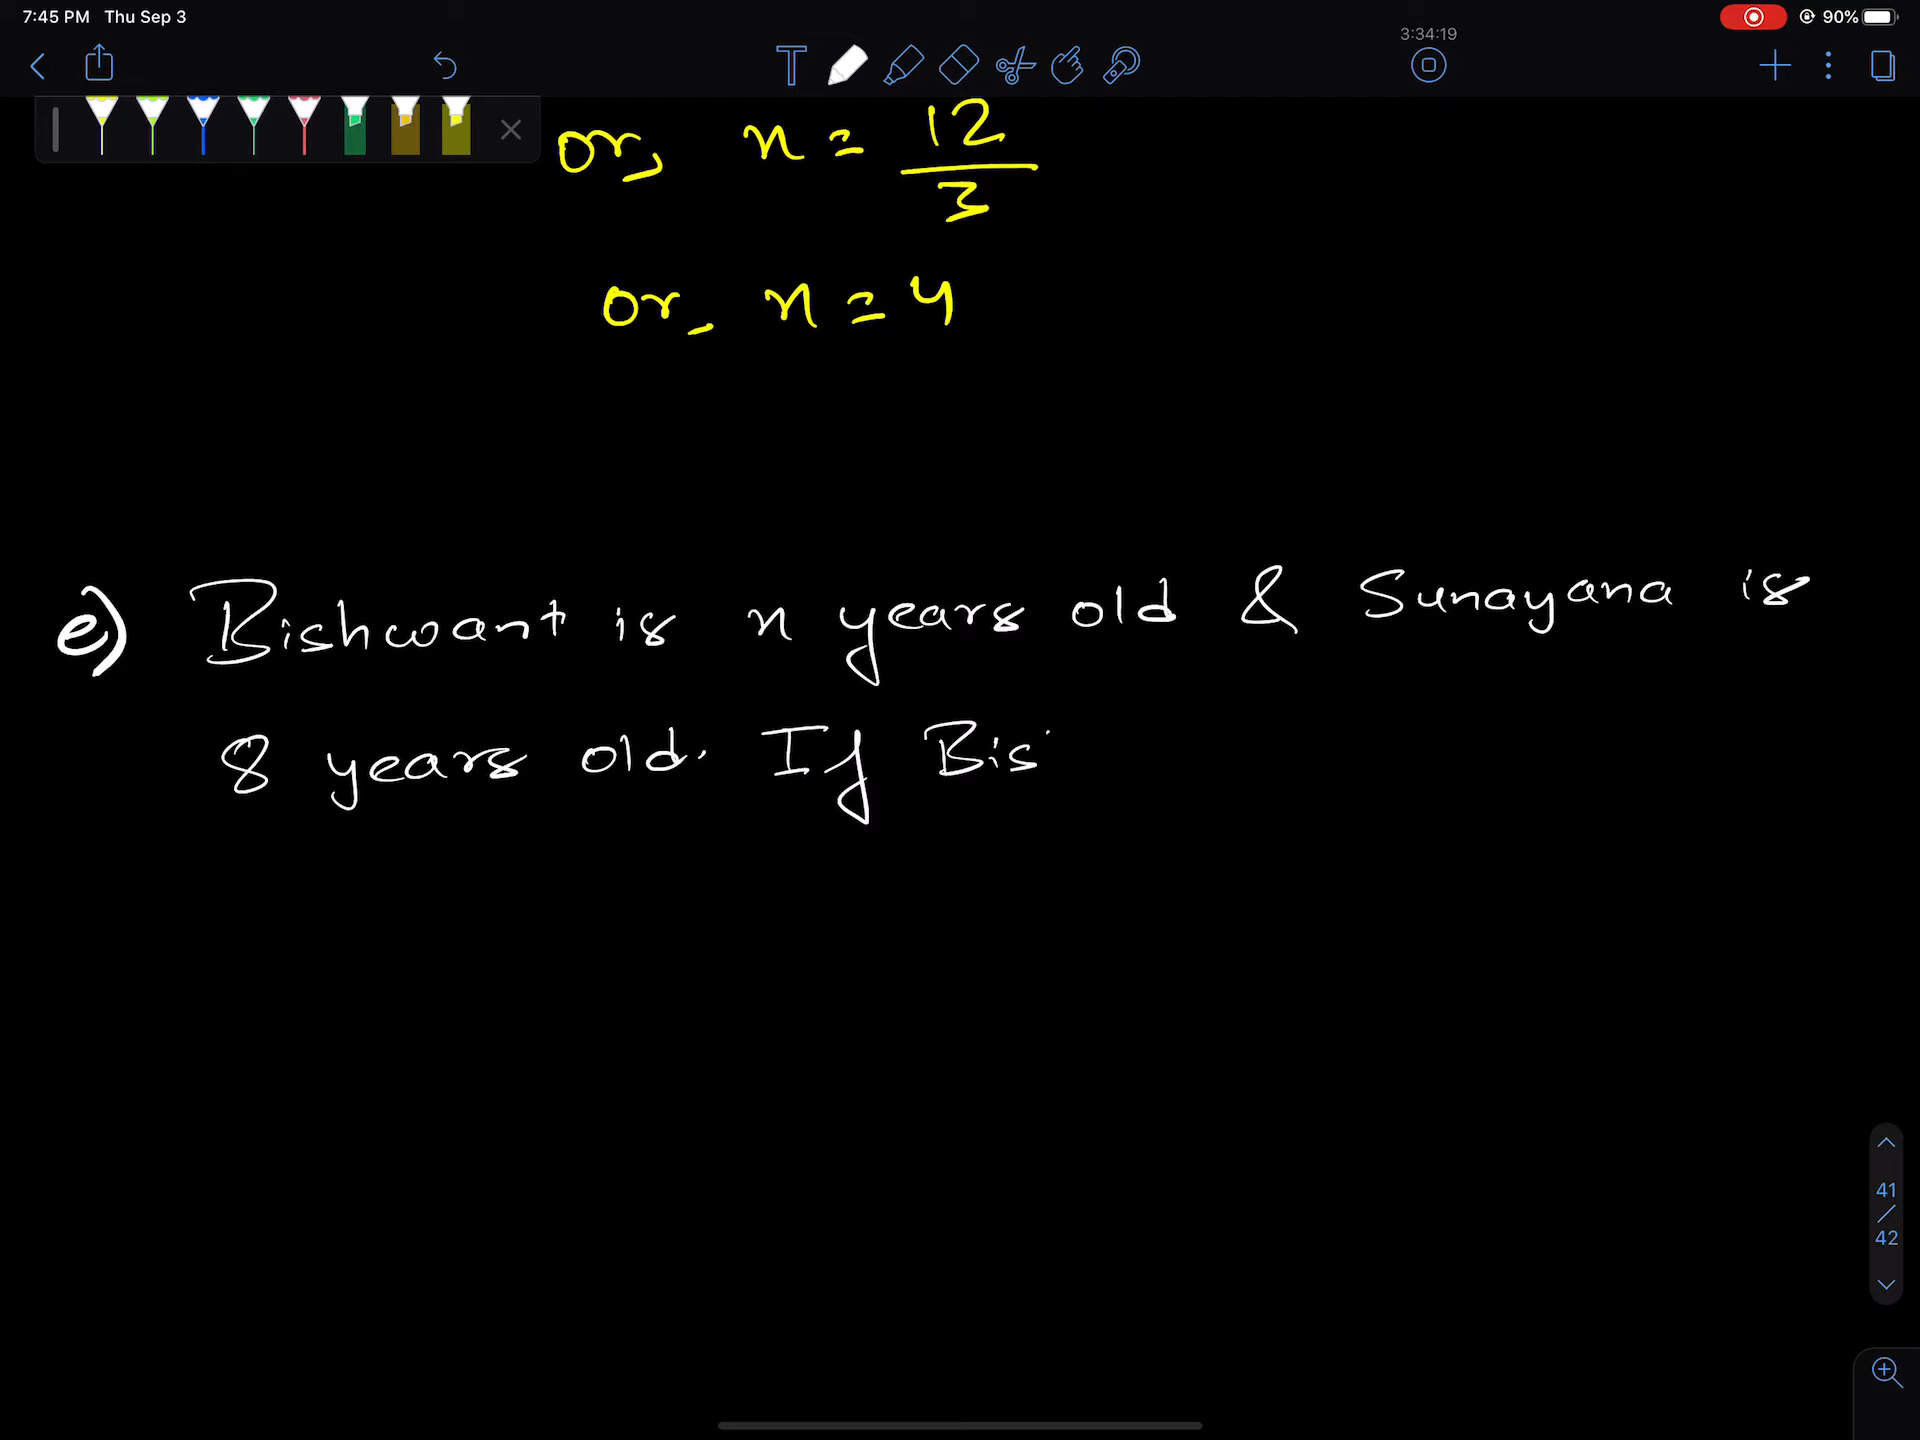 7:45 PM Thu Sep 3
90%
3:34:19
T
or, x = 12/3
or, x = 4
e) Bishwant is x years old & Sunayana is
8 years old. If Bis
41
/
42